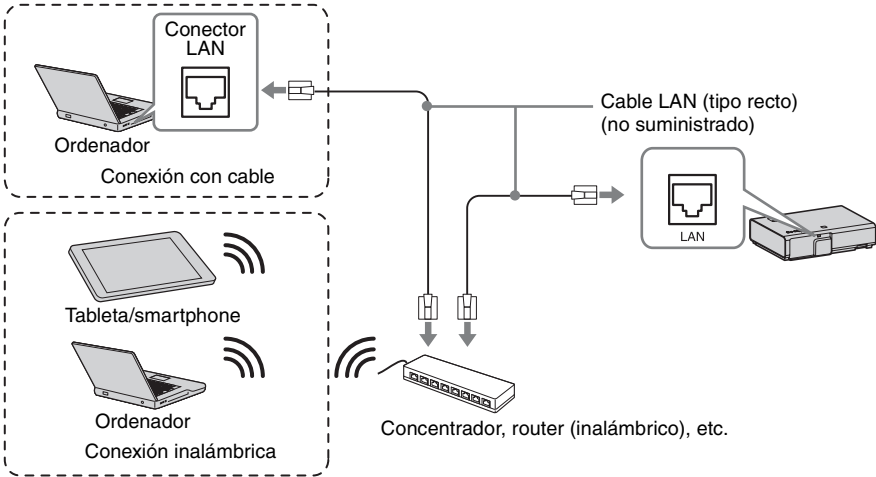 Conector
LAN
Ordenador
Conexión con cable
Cable LAN (tipo recto)
(no suministrado)
LAN
Tableta/smartphone
Ordenador
Conexión inalámbrica
Concentrador, router (inalámbrico), etc.